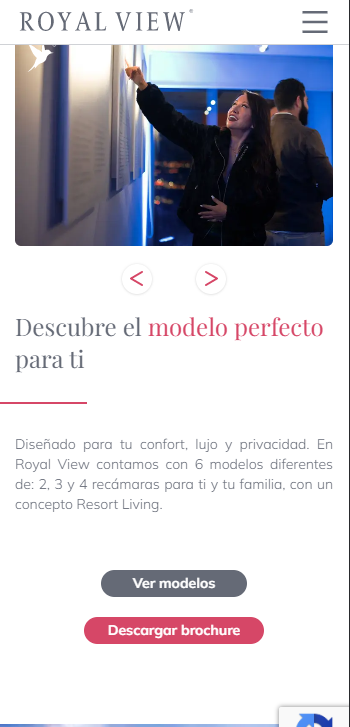 ROYAL VIEW®
Descubre el modelo perfecto
para ti
Diseñado para tu confort, lujo y privacidad. En
Royal View contamos con 6 modelos diferentes
de: 2, 3 y 4 recámaras para ti y tu familia, con un
concepto Resort Living.
Ver modelos
Descargar brochure